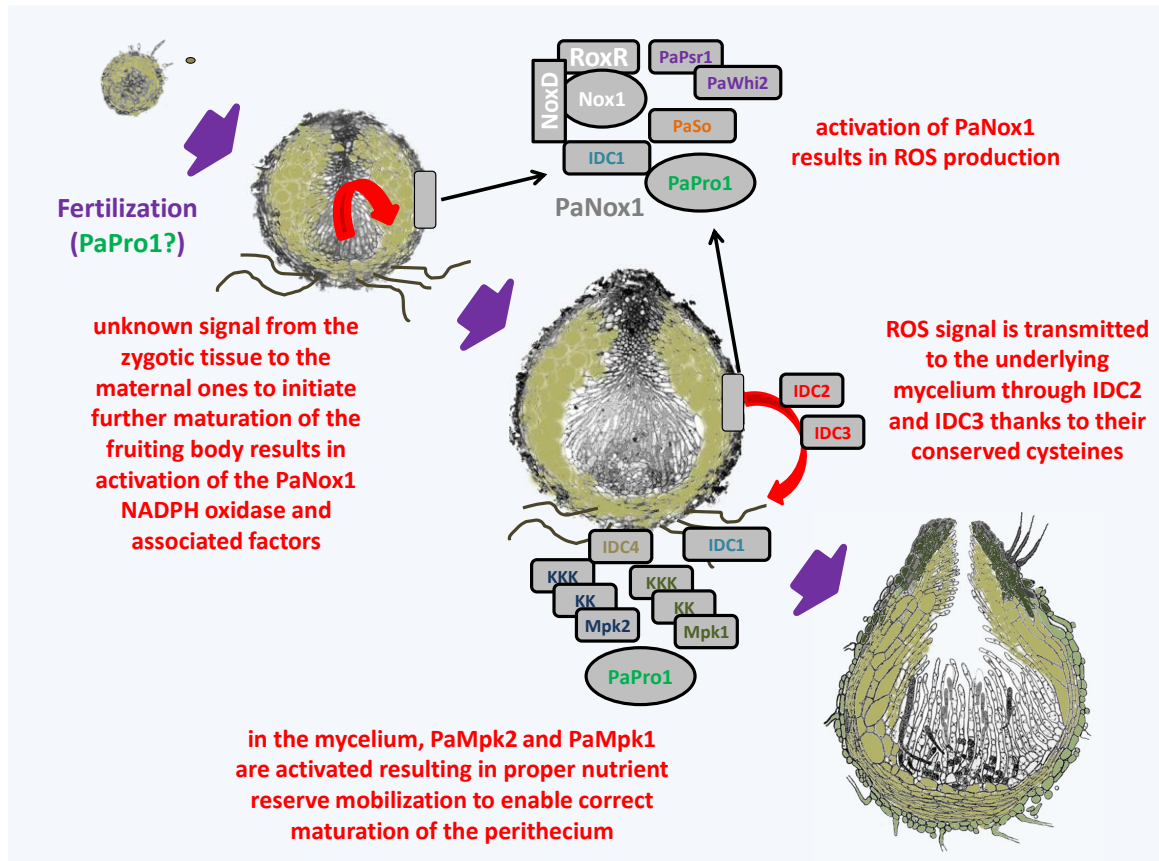 RoxR
NoxD
Nox1
PaPsr1
PaWhi2
PaSo
IDC1
PaPro1
PaNox1
activation of PaNox1
results in ROS production
Fertilization
(PaPro1?)
unknown signal from the
zygotic tissue to the
maternal ones to initiate
further maturation of the
fruiting body results in
activation of the PaNox1
NADPH oxidase and
associated factors
ROS signal is transmitted
to the underlying
mycelium through IDC2
and IDC3 thanks to their
conserved cysteines
IDC2
IDC3
IDC4
IDC1
KKK
KK
Mpk2
KKK
KK
Mpk1
PaPro1
in the mycelium, PaMpk2 and PaMpk1
are activated resulting in proper nutrient
reserve mobilization to enable correct
maturation of the perithecium